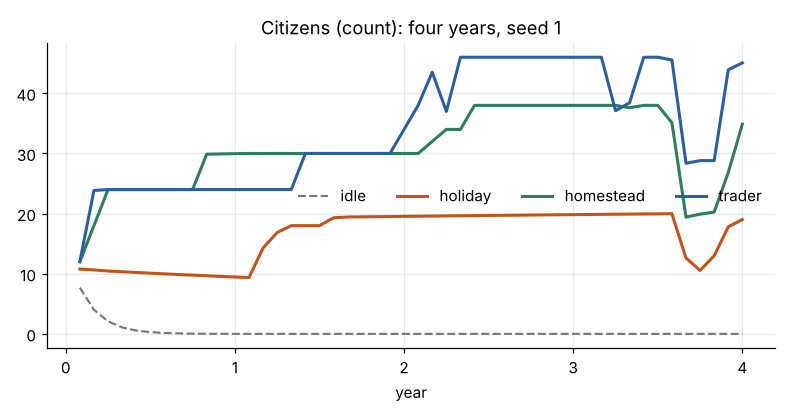 Citizens (count): four years, seed 1
40
30
20
10
0
idle holiday homestead trader
0 1 2 3 4
year